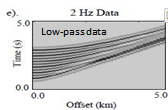 e). 2 Hz Data
5.0
Low-pass data
Time (s)
0.0
0.0 5.0
Offset (km)